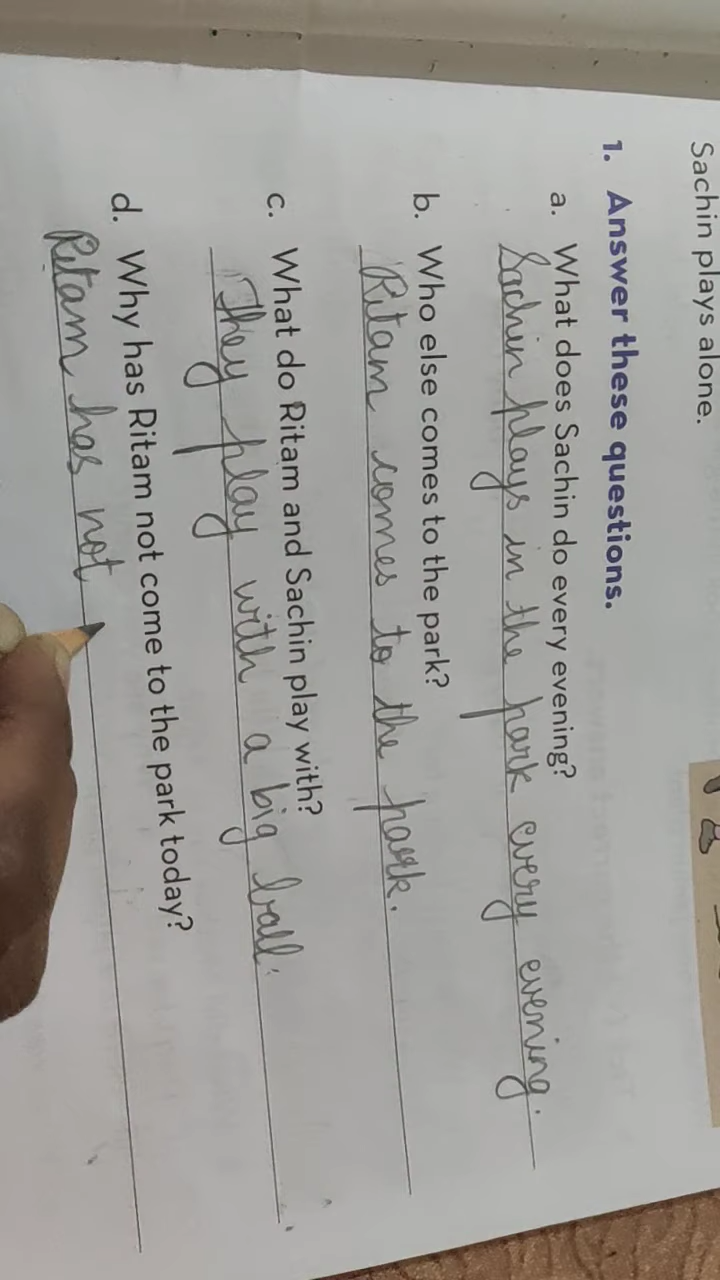 Sachin plays alone.
1. Answer these questions.
a. What does Sachin do every evening?
Sachin plays in the park every evening.
b. Who else comes to the park?
Ritam comes to the park.
c. What do Ritam and Sachin play with?
They play with a big ball.
d. Why has Ritam not come to the park today?
Ritam has not